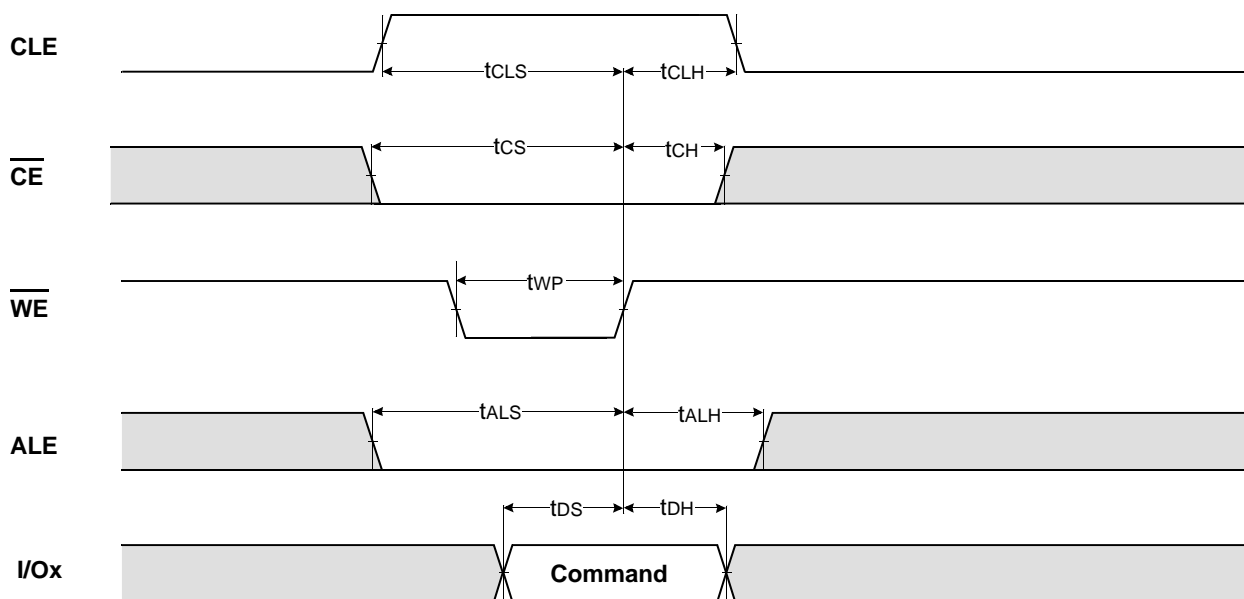 CLE
tCLS
tCLH
CE
tCS
tCH
WE
tWP
ALE
tALS
tALH
I/Ox
tDS
tDH
Command